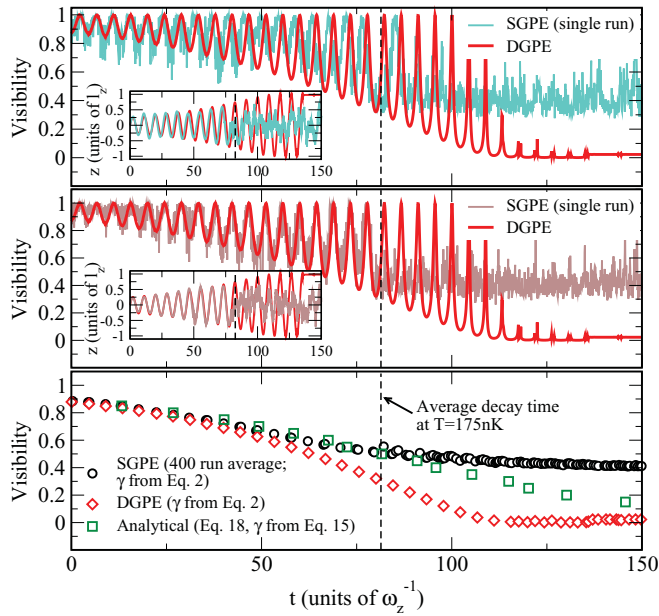 1
0.8
0.6
0.4
0.2
0
Visibility
SGPE (single run)
DGPE
z (units of l_z)
1
0.5
0
-0.5
-1
0 50 100 150
1
0.8
0.6
0.4
0.2
0
Visibility
SGPE (single run)
DGPE
z (units of l_z)
1
0.5
0
-0.5
-1
0 50 100 150
1
0.8
0.6
0.4
0.2
0
Visibility
Average decay time
at T=175nK
SGPE (400 run average;
γ from Eq. 2)
DGPE (γ from Eq. 2)
Analytical (Eq. 18, γ from Eq. 15)
0 50 100 150
t (units of ω_z^-1)